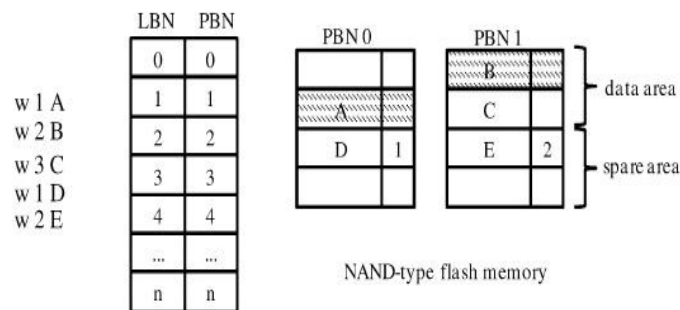 LBN PBN
0 0
1 1
2 2
3 3
4 4
... ...
n n
w 1 A
w 2 B
w 3 C
w 1 D
w 2 E
PBN 0
A
D 1
PBN 1
B
C
E 2
data area
spare area
NAND-type flash memory